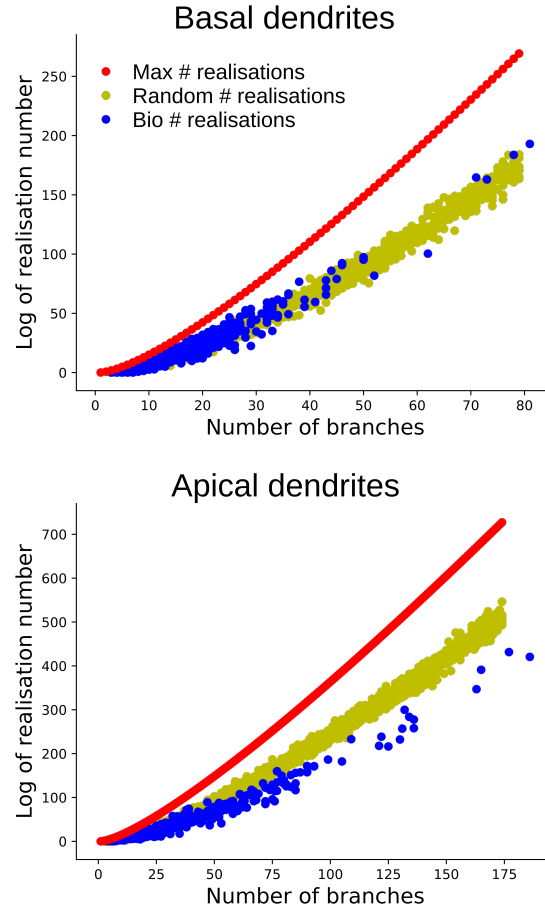 Basal dendrites
Max # realisations
Random # realisations
Bio # realisations
Log of realisation number
250
200
150
100
50
0
0 10 20 30 40 50 60 70 80
Number of branches
Apical dendrites
Log of realisation number
700
600
500
400
300
200
100
0
0 25 50 75 100 125 150 175
Number of branches